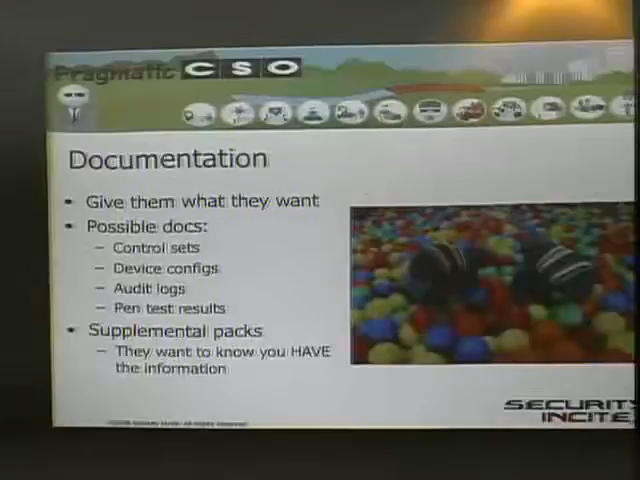 Pragmatic CSO
Documentation
• Give them what they want
• Possible docs:
– Control sets
– Device configs
– Audit logs
– Pen test results
• Supplemental packs
– They want to know you HAVE
the information
SECURITY
INCITE